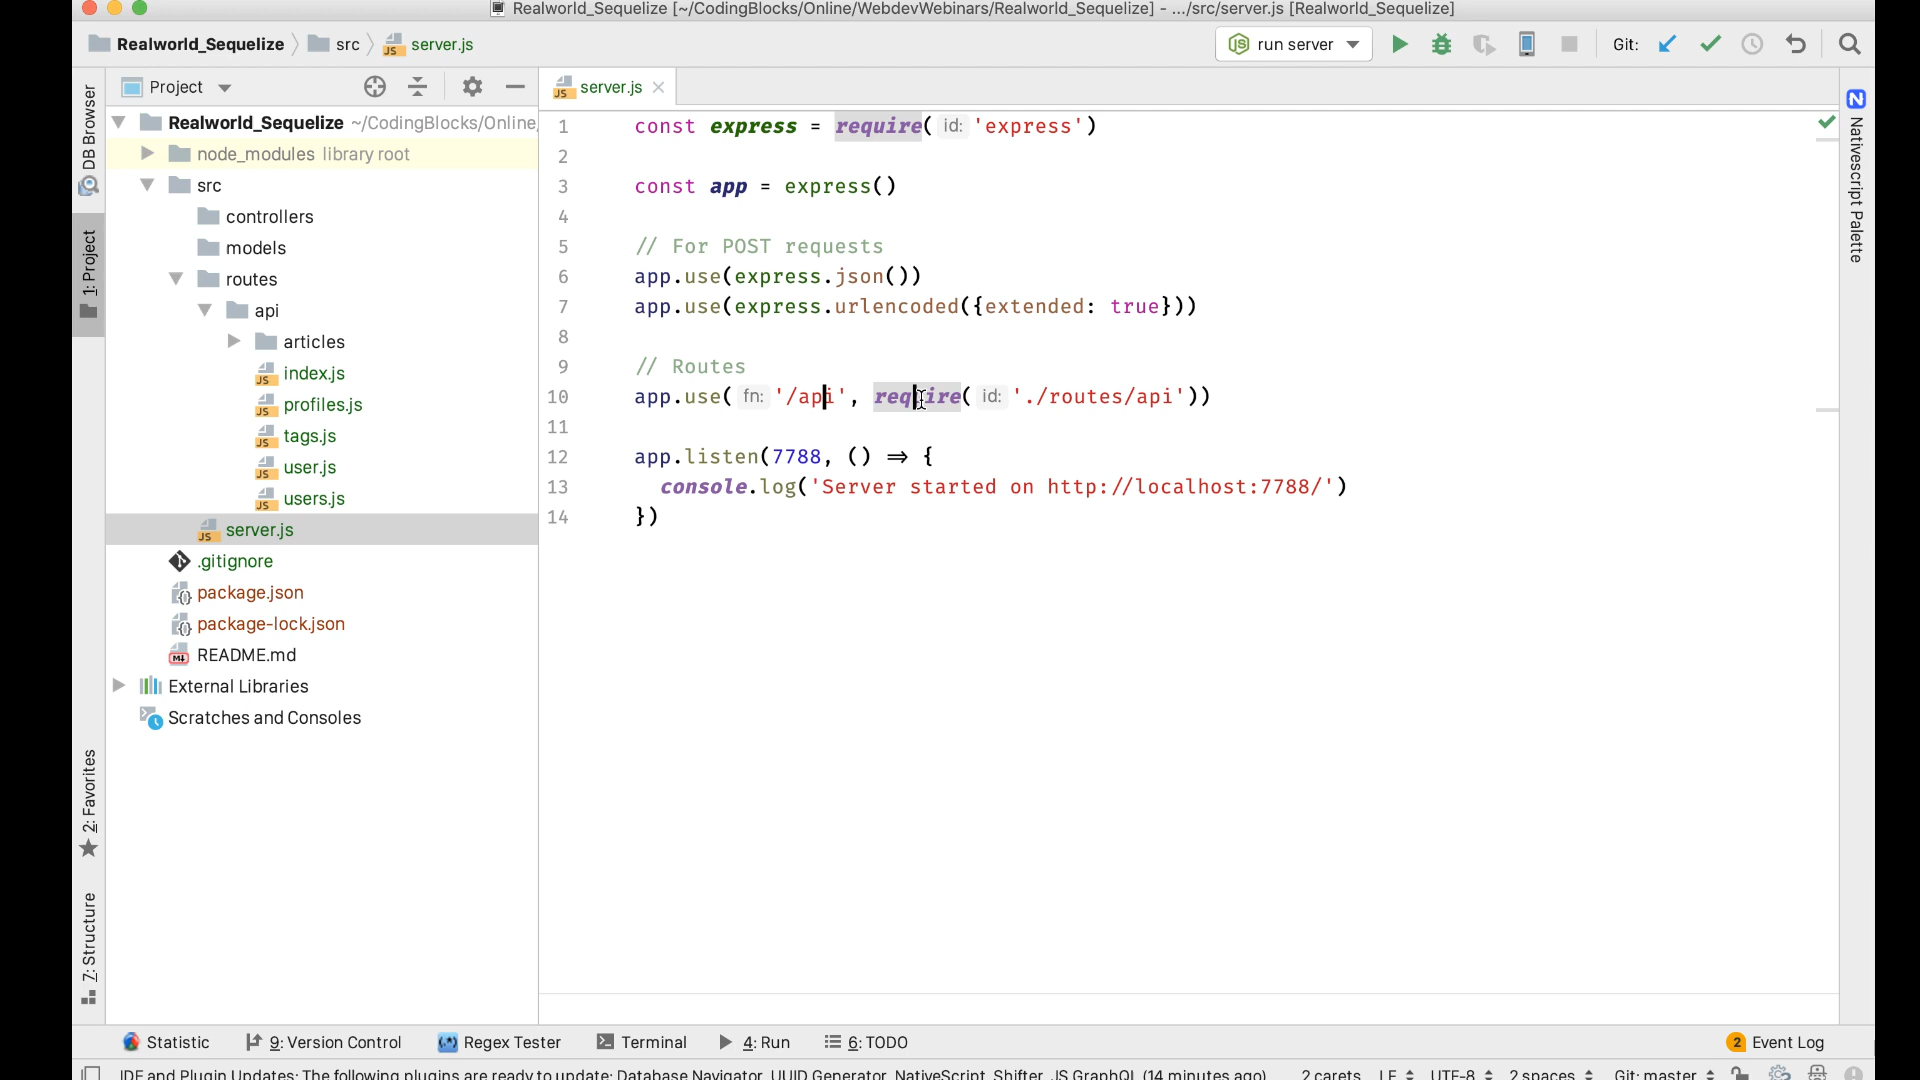 Realworld_Sequelize [~/CodingBlocks/Online/WebdevWebinars/Realworld_Sequelize] - .../src/server.js [Realworld_Sequelize]
Realworld_Sequelize src server.js run server Git:
Project server.js
DB Browser
1: Project
2: Favorites
7: Structure
Nativescript Palette
Realworld_Sequelize ~/CodingBlocks/Online/
node_modules library root
src
controllers
models
routes
api
articles
index.js
profiles.js
tags.js
user.js
users.js
server.js
.gitignore
package.json
package-lock.json
README.md
External Libraries
Scratches and Consoles
1 const express = require( id: 'express')
2
3 const app = express()
4
5 // For POST requests
6 app.use(express.json())
7 app.use(express.urlencoded({extended: true}))
8
9 // Routes
10 app.use( fn: '/api', require( id: './routes/api'))
11
12 app.listen(7788, () => {
13 console.log('Server started on http://localhost:7788/')
14 })
Statistic 9: Version Control Regex Tester Terminal 4: Run 6: TODO 2 Event Log
IDE and Plugin Updates: The following plugins are ready to update: Database Navigator, UUID Generator, NativeScript, Shifter, JS GraphQL (14 minutes ago) 2 carets LF UTF-8 2 spaces Git: master